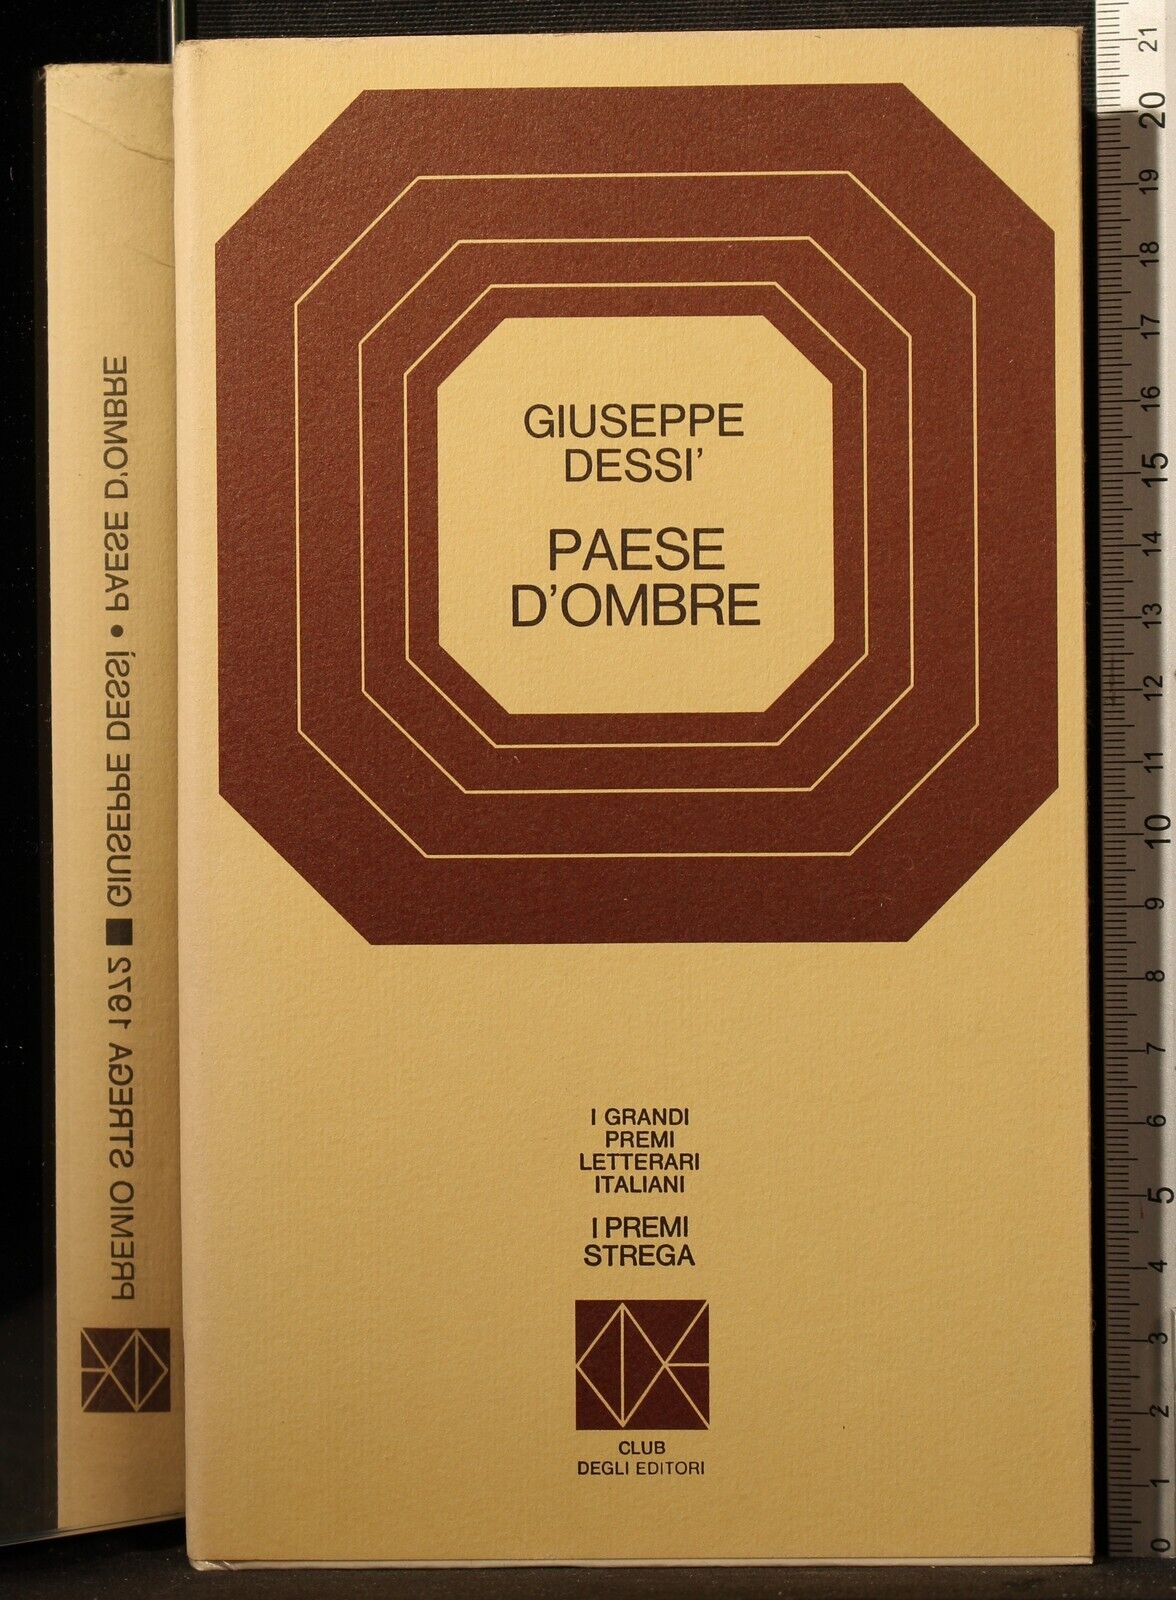 GIUSEPPE
DESSI'
PAESE
D'OMBRE
I GRANDI
PREMI
LETTERARI
ITALIANI
I PREMI
STREGA
CLUB
DEGLI EDITORI
PREMIO STREGA 1972 ■ GIUSEPPE DESSÍ • PAESE D'OMBRE
21
20
19
18
17
16
15
14
13
12
11
10
9
8
7
6
5
4
3
2
1
0